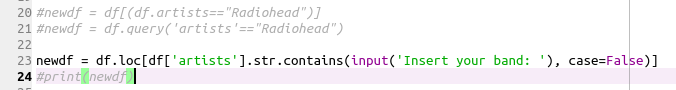 20 #newdf = df[(df.artists=="Radiohead")]
21 #newdf = df.query('artists'=="Radiohead")
22
23 newdf = df.loc[df['artists'].str.contains(input('Insert your band: '), case=False)]
24 #print(newdf)